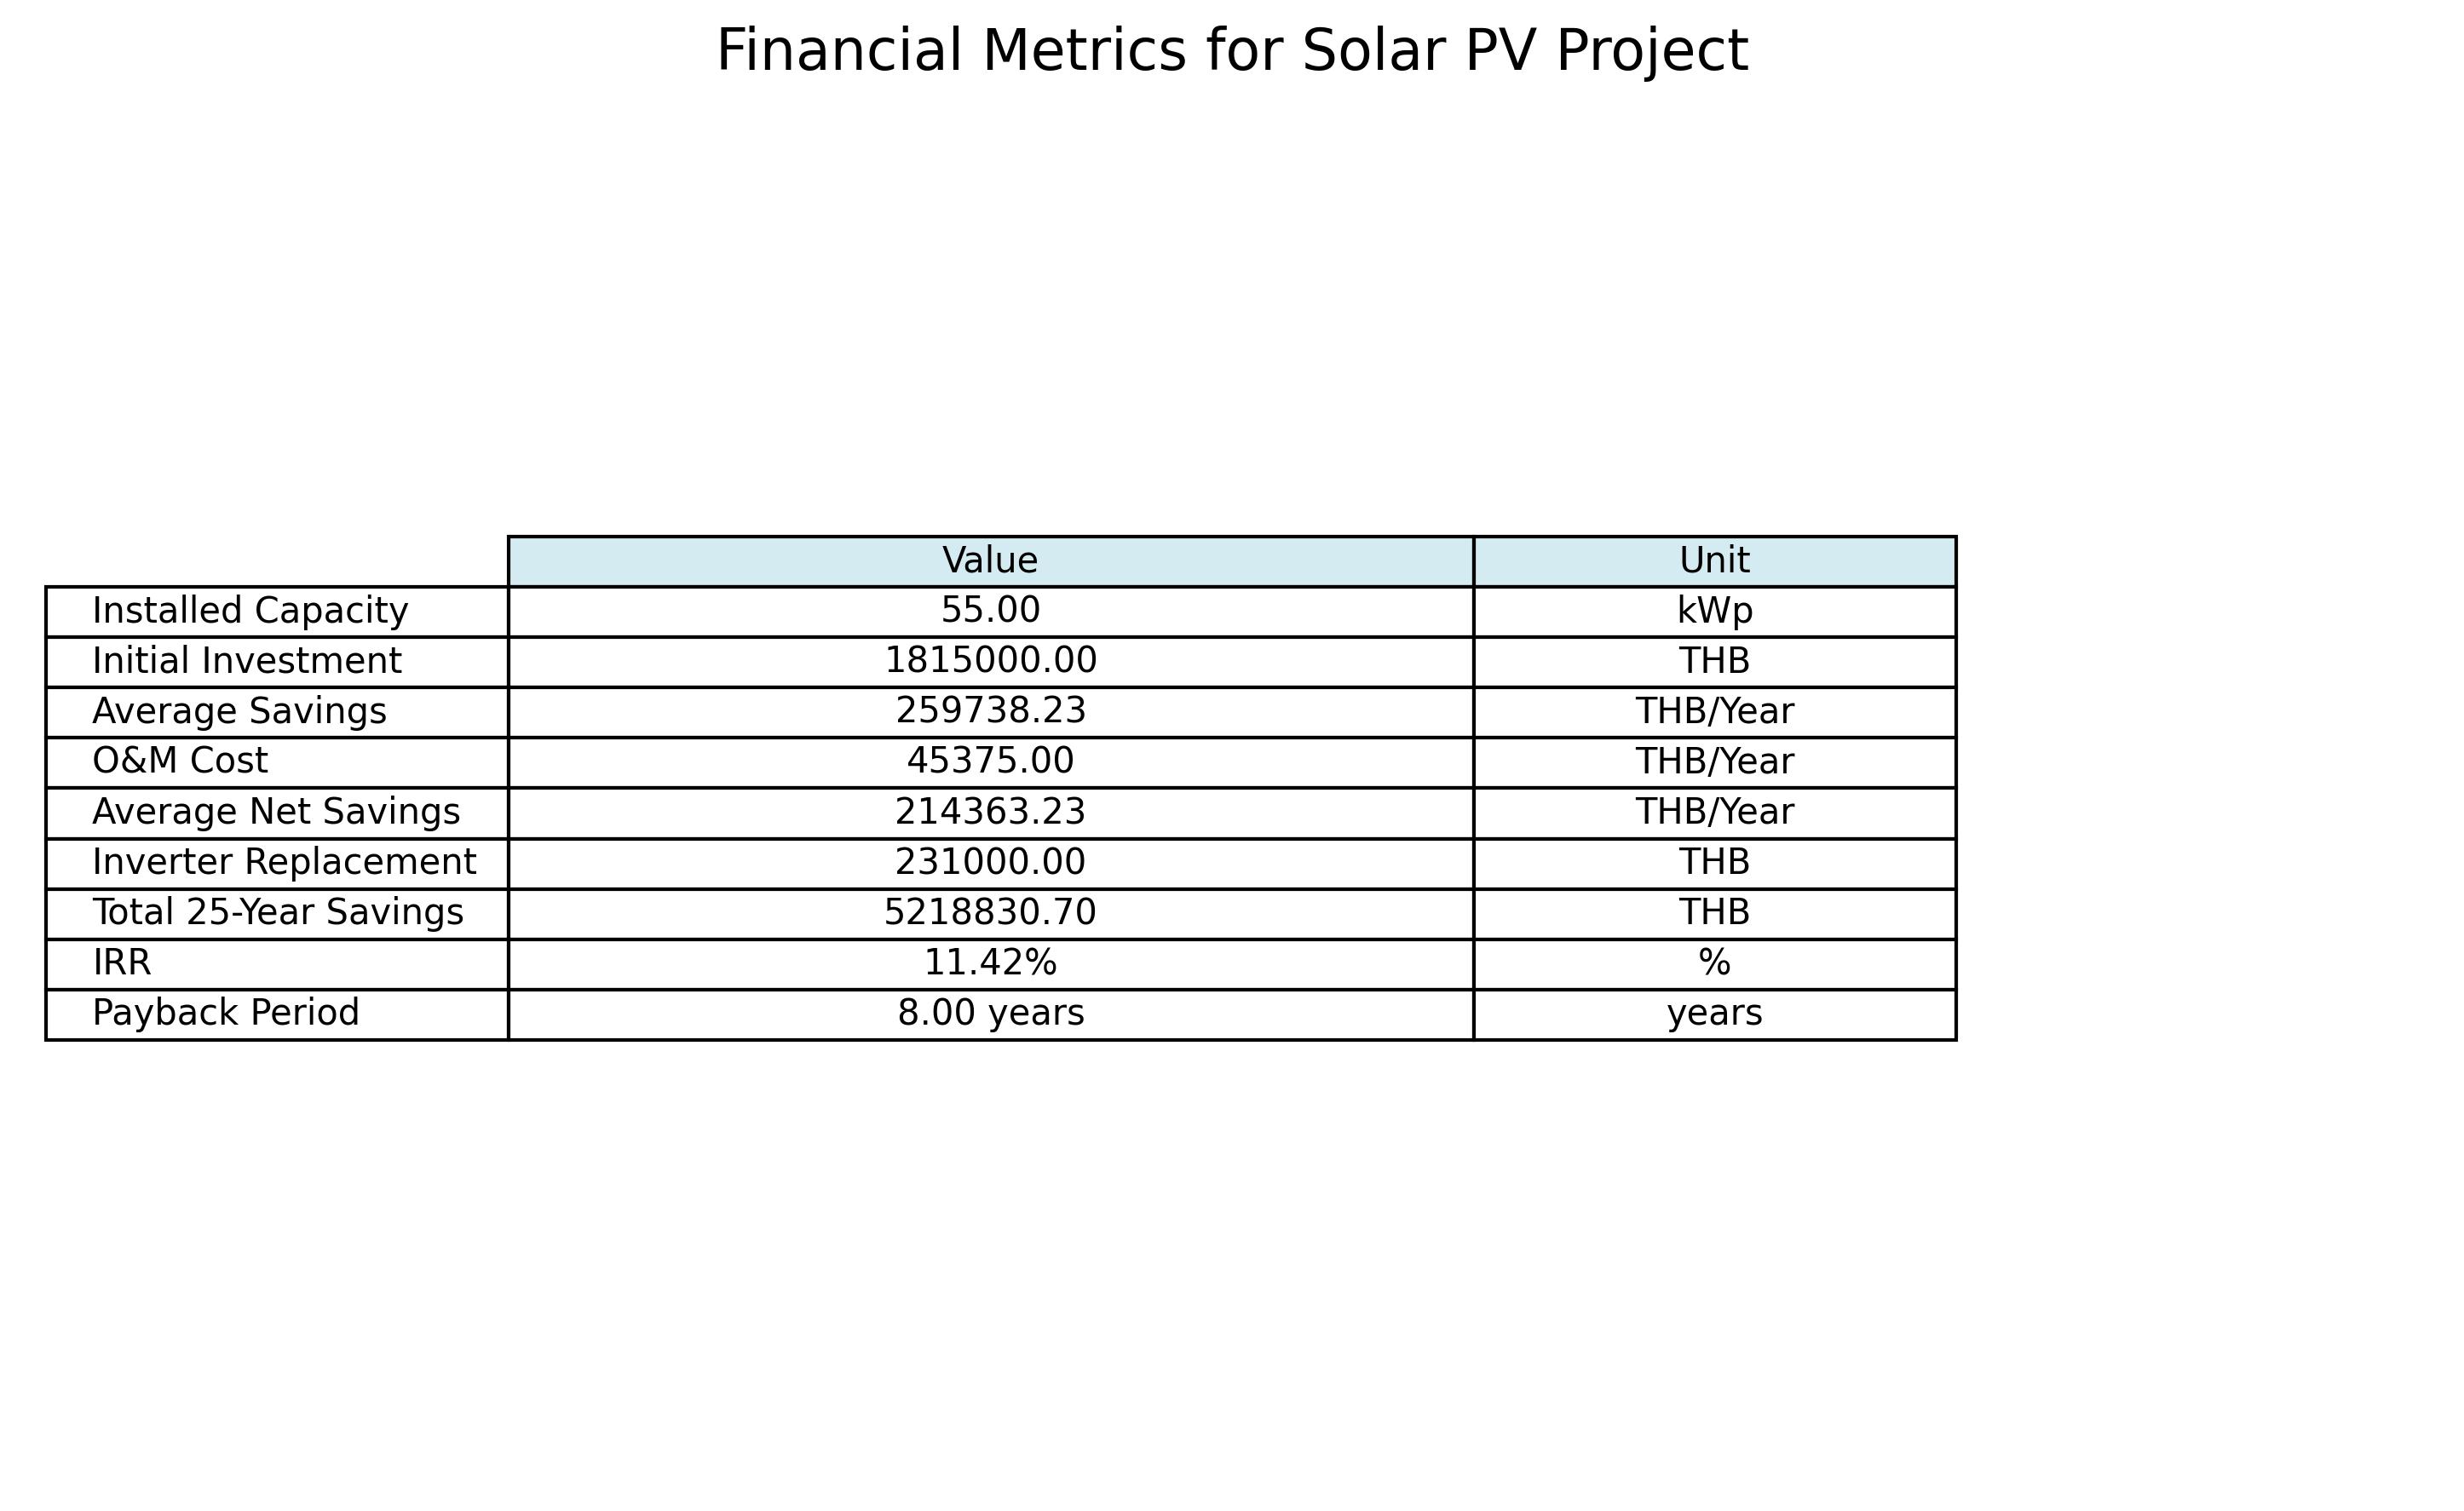 Financial Metrics for Solar PV Project
Value Unit
Installed Capacity 55.00 kWp
Initial Investment 1815000.00 THB
Average Savings 259738.23 THB/Year
O&M Cost 45375.00 THB/Year
Average Net Savings 214363.23 THB/Year
Inverter Replacement 231000.00 THB
Total 25-Year Savings 5218830.70 THB
IRR 11.42% %
Payback Period 8.00 years years